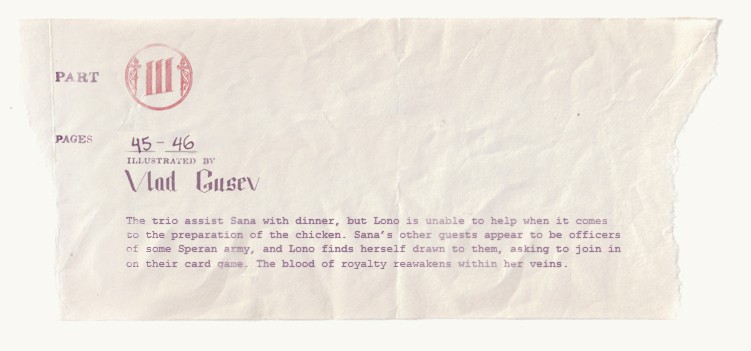 PART III
PAGES 45-46
ILLUSTRATED BY
Vlad Gusev
The trio assist Sana with dinner, but Lono is unable to help when it comes
to the preparation of the chicken. Sana's other guests appear to be officers
of some Speran army, and Lono finds herself drawn to them, asking to join in
on their card game. The blood of royalty reawakens within her veins.